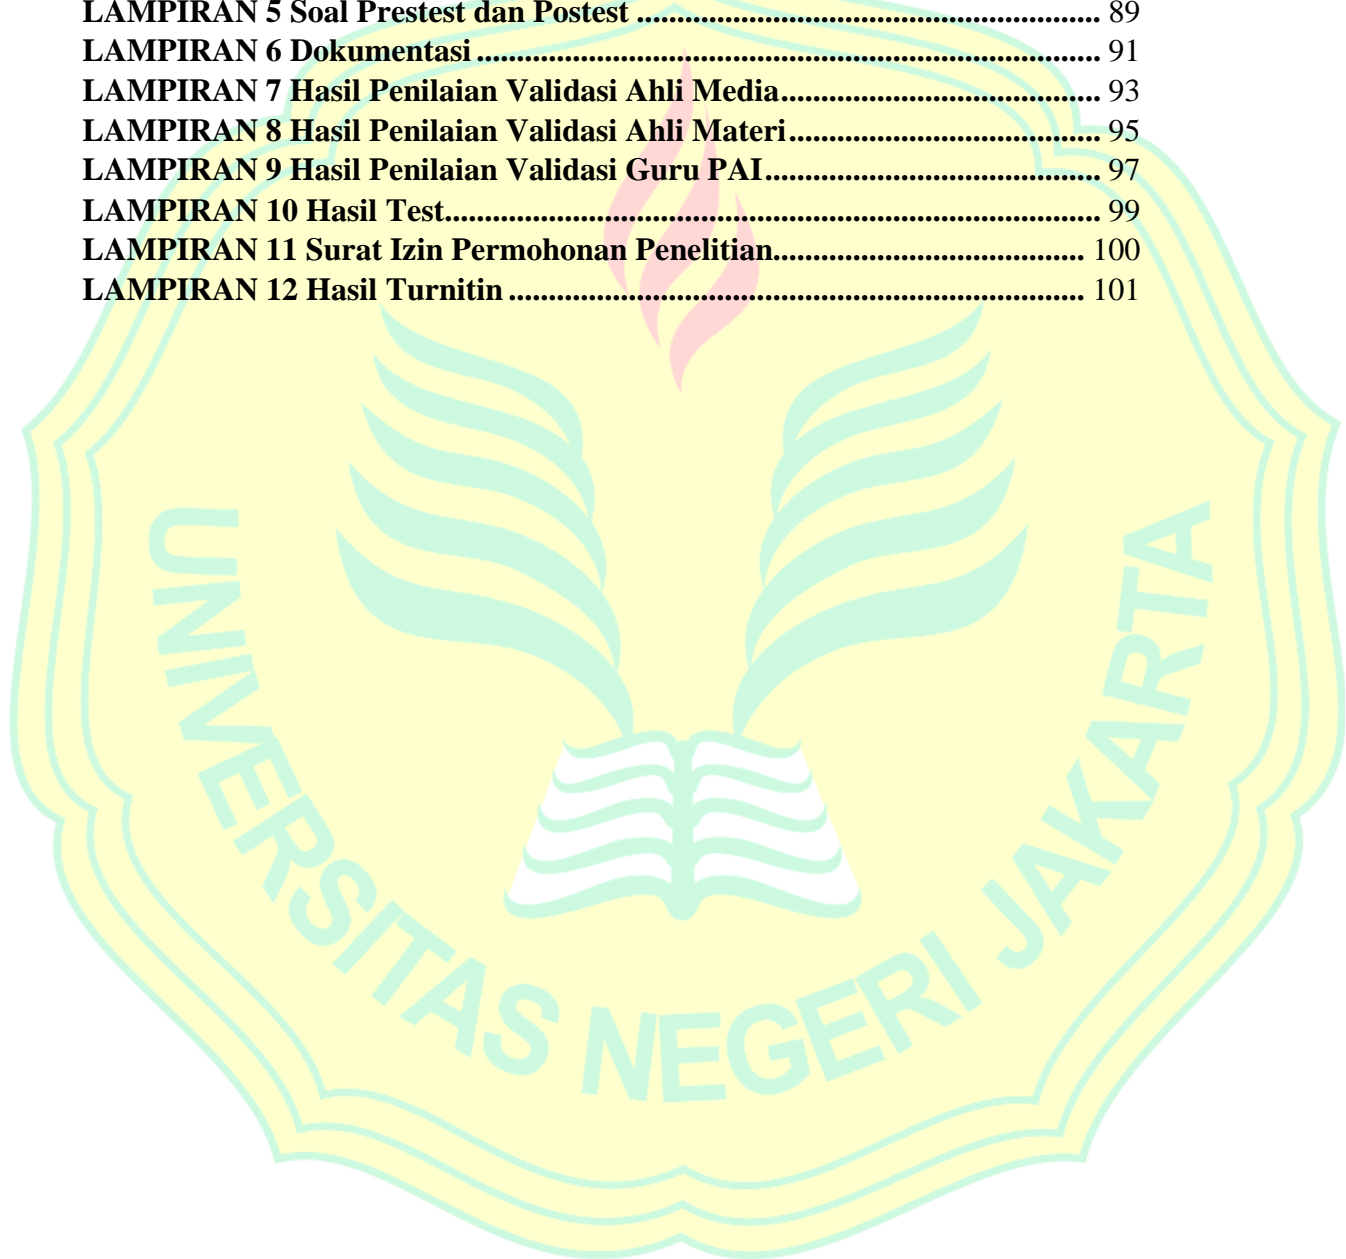 LAMPIRAN 5 Soal Prestest dan Postest .......................................................... 89
LAMPIRAN 6 Dokumentasi .............................................................................. 91
LAMPIRAN 7 Hasil Penilaian Validasi Ahli Media........................................ 93
LAMPIRAN 8 Hasil Penilaian Validasi Ahli Materi....................................... 95
LAMPIRAN 9 Hasil Penilaian Validasi Guru PAI.......................................... 97
LAMPIRAN 10 Hasil Test.................................................................................. 99
LAMPIRAN 11 Surat Izin Permohonan Penelitian....................................... 100
LAMPIRAN 12 Hasil Turnitin ........................................................................ 101
UNIVERSITAS NEGERI JAKARTA